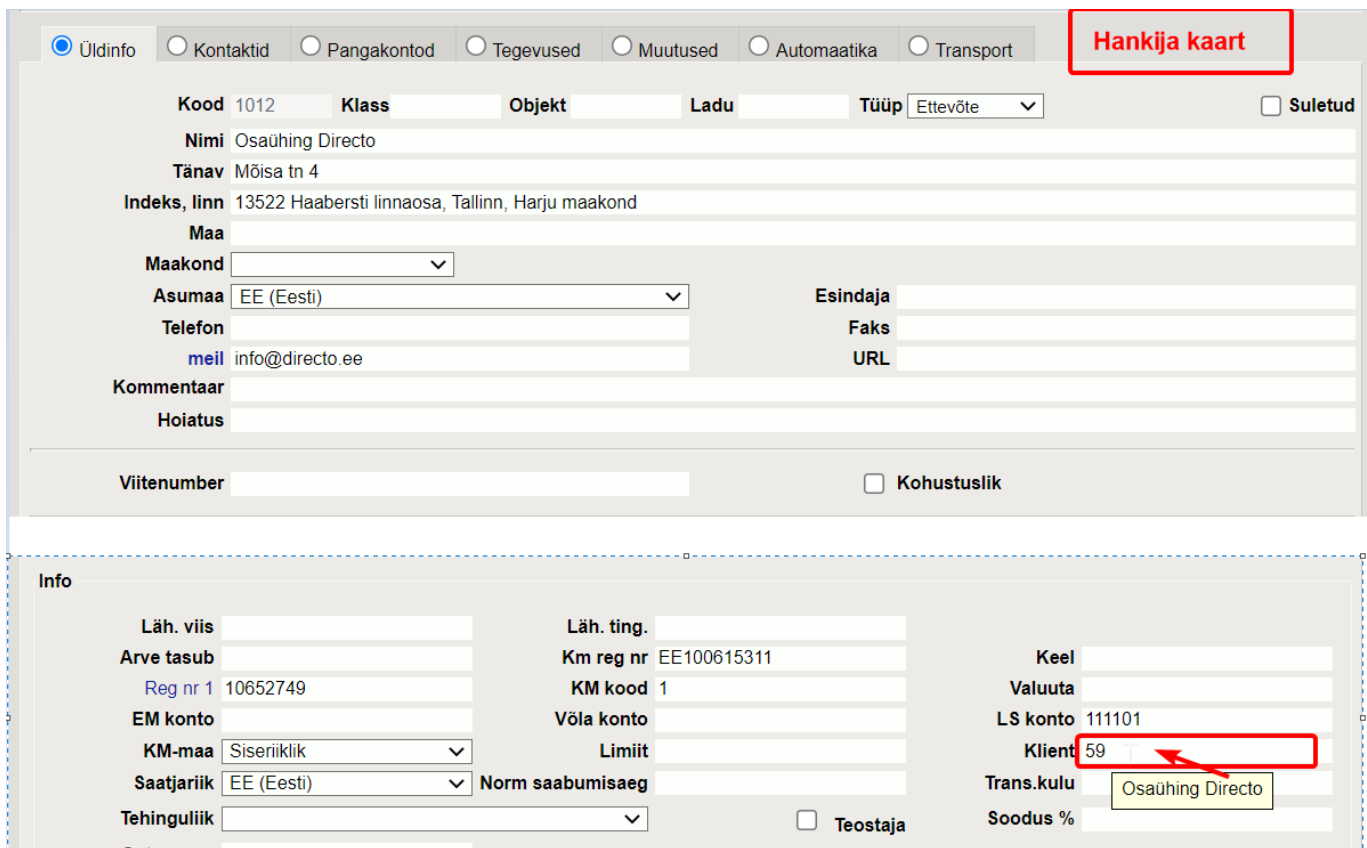 Üldinfo Kontaktid Pangakontod Tegevused Muutused Automaatika Transport Hankija kaart
Kood 1012 Klass Objekt Ladu Tüüp Ettevõte Suletud
Nimi Osaühing Directo
Tänav Mõisa tn 4
Indeks, linn 13522 Haabersti linnaosa, Tallinn, Harju maakond
Maa
Maakond
Asumaa EE (Eesti) Esindaja
Telefon Faks
meil info@directo.ee URL
Kommentaar
Hoiatus
Viitenumber Kohustuslik
Info
Läh. viis Läh. ting.
Arve tasub Km reg nr EE100615311 Keel
Reg nr 1 10652749 KM kood 1 Valuuta
EM konto Võla konto LS konto 111101
KM-maa Siseriiklik Limiit Klient 59
Saatjariik EE (Eesti) Norm saabumisaeg Trans.kulu Osaühing Directo
Tehinguliik Teostaja Soodus %